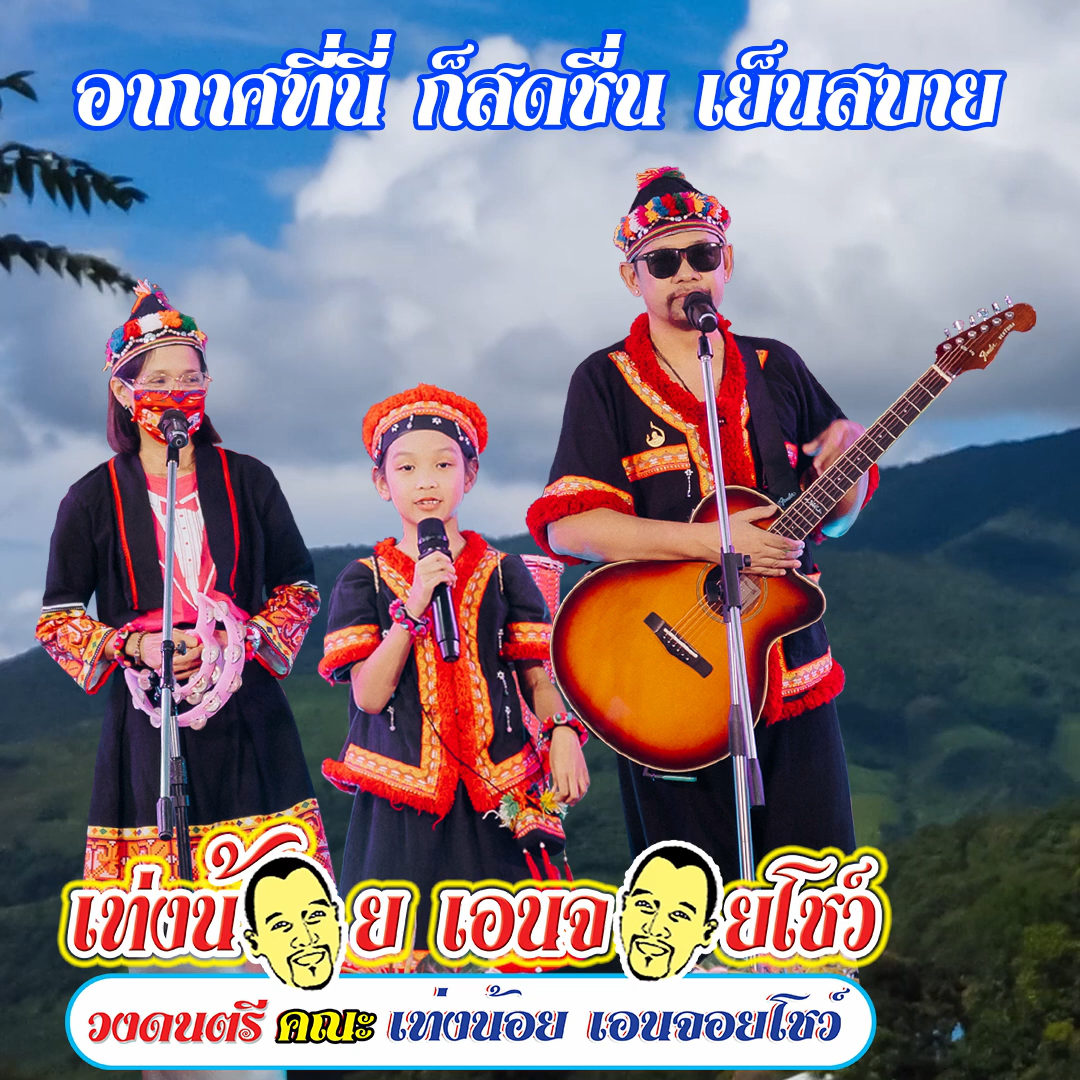 อากาศที่นี่ ก็สดชื่น เย็นสบาย
Fender
เท่งน้อย เอนจอยโชว์
วงดนตรี คณะ เท่งน้อย เอนจอยโชว์